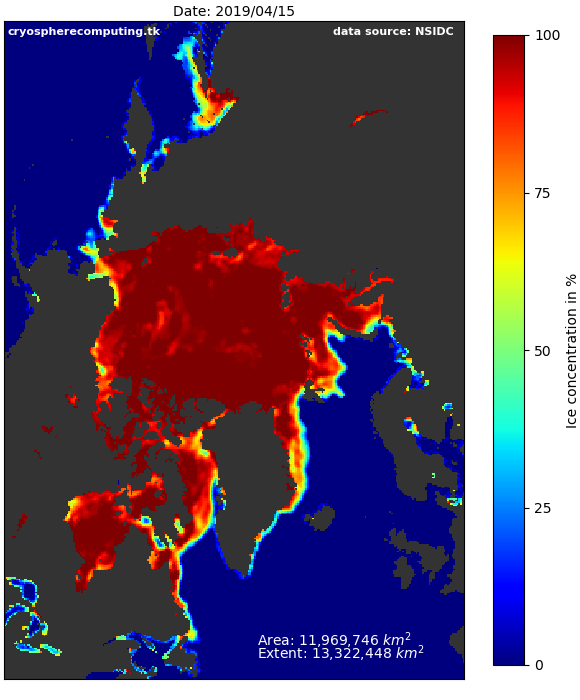 Date: 2019/04/15
cryospherecomputing.tk
data source: NSIDC
100
75
50
25
0
Ice concentration in %
Area: 11,969,746 km²
Extent: 13,322,448 km²